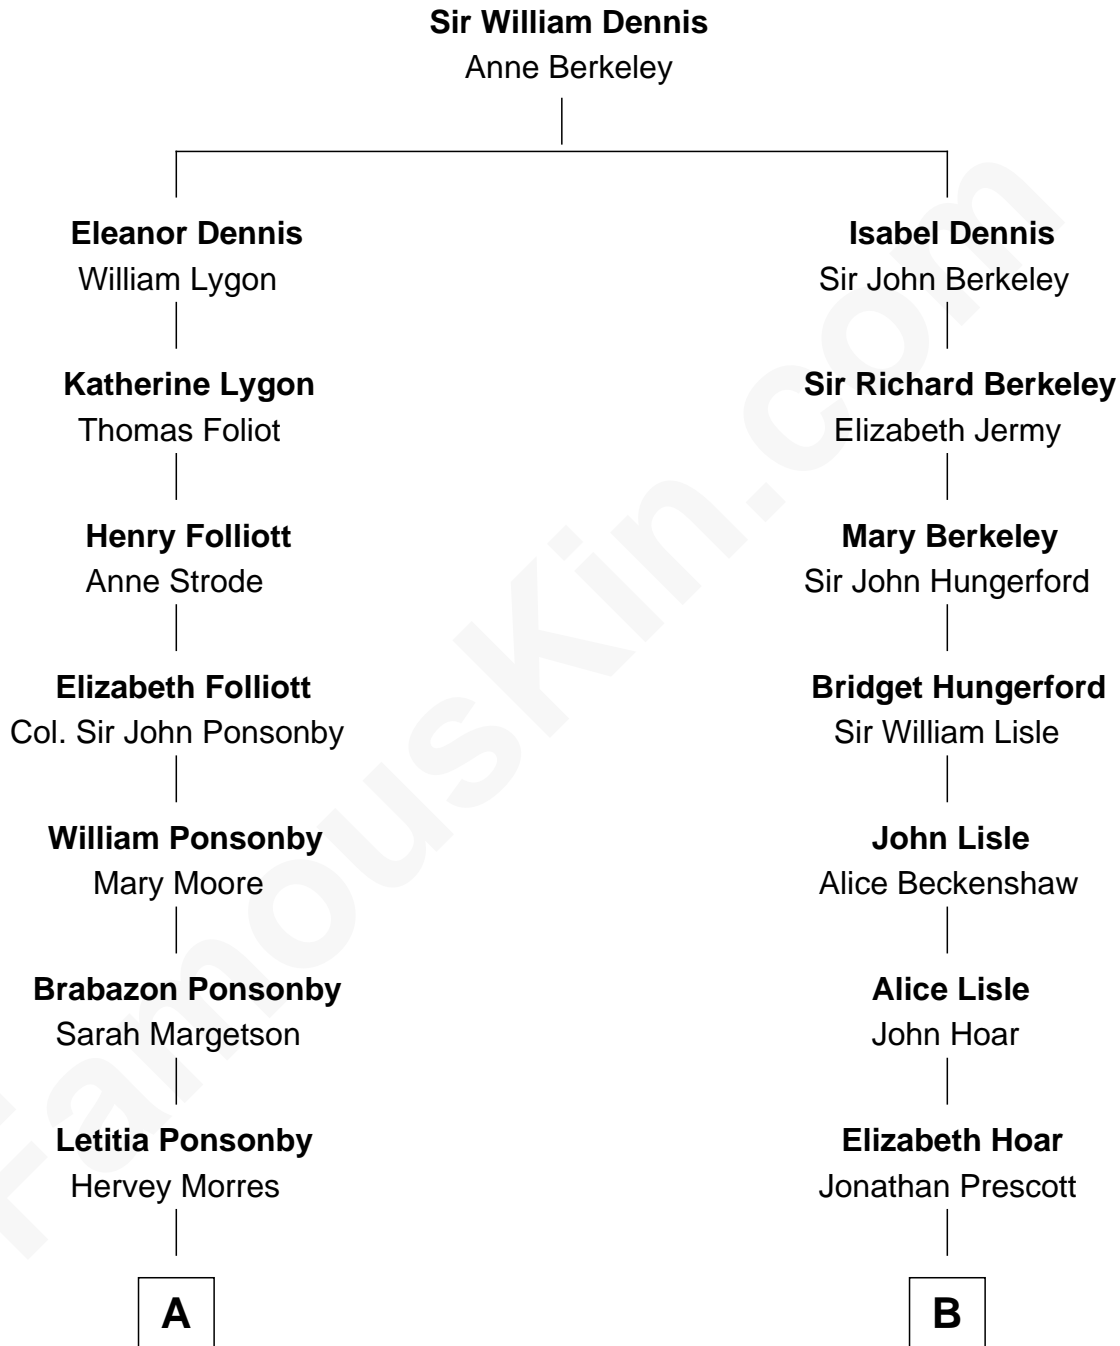 Sir William Dennis
Anne Berkeley
Eleanor Dennis
William Lygon
Isabel Dennis
Sir John Berkeley
Katherine Lygon
Thomas Foliot
Sir Richard Berkeley
Elizabeth Jermy
Henry Folliott
Anne Strode
Mary Berkeley
Sir John Hungerford
Elizabeth Folliott
Col. Sir John Ponsonby
Bridget Hungerford
Sir William Lisle
William Ponsonby
Mary Moore
John Lisle
Alice Beckenshaw
Brabazon Ponsonby
Sarah Margetson
Alice Lisle
John Hoar
Letitia Ponsonby
Hervey Morres
Elizabeth Hoar
Jonathan Prescott
A
B
FamousKin.com